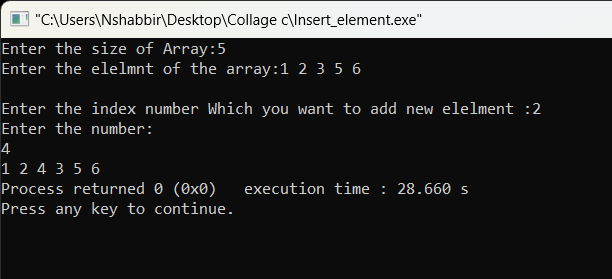 "C:\Users\Nshabbir\Desktop\Collage c\Insert_element.exe"
Enter the size of Array:5
Enter the elelmnt of the array:1 2 3 5 6
Enter the index number Which you want to add new elelment :2
Enter the number:
4
1 2 4 3 5 6
Process returned 0 (0x0)   execution time : 28.660 s
Press any key to continue.